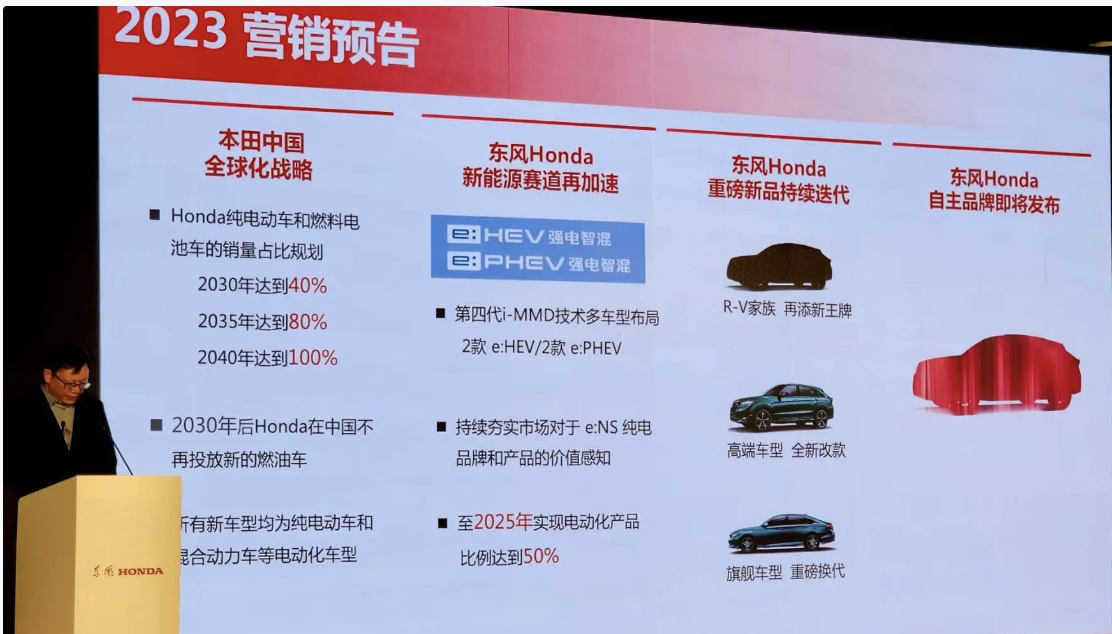 2023 营销预告
本田中国
全球化战略
■ Honda纯电动车和燃料电
池车的销量占比规划
2030年达到40%
2035年达到80%
2040年达到100%
■ 2030年后Honda在中国不
再投放新的燃油车
所有新车型均为纯电动车和
混合动力车等电动化车型
东风Honda
新能源赛道再加速
e:HEV 强电智混
e:PHEV 强电智混
■ 第四代i-MMD技术多车型布局
2款 e:HEV/2款 e:PHEV
■ 持续夯实市场对于 e:NS 纯电
品牌和产品的价值感知
■ 至2025年实现电动化产品
比例达到50%
东风Honda
重磅新品持续迭代
R-V家族 再添新王牌
高端车型 全新改款
旗舰车型 重磅换代
东风Honda
自主品牌即将发布
东风 HONDA